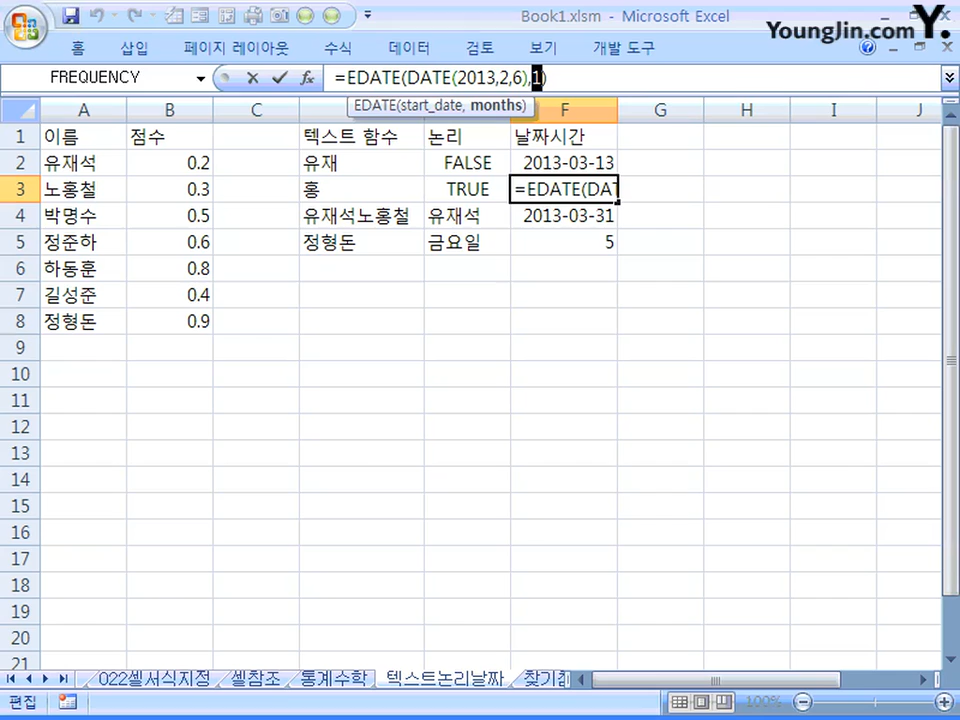 Book1.xlsm - Microsoft Excel
YoungJin.com Y.
홈 삽입 페이지 레이아웃 수식 데이터 검토 보기 개발 도구
FREQUENCY fx =EDATE(DATE(2013,2,6),1)
EDATE(start_date, months)
A B C F G H I J
1 이름 점수 텍스트 함수 논리 날짜시간
2 유재석 0.2 유재 FALSE 2013-03-13
3 노홍철 0.3 홍 TRUE =EDATE(DAT
4 박명수 0.5 유재석노홍철 유재석 2013-03-31
5 정준하 0.6 정형돈 금요일 5
6 하동훈 0.8
7 길성준 0.4
8 정형돈 0.9
9
10
11
12
13
14
15
16
17
18
19
20
21
022셀서식지정 셀참조 통계수학 텍스트논리날짜
편집 100%